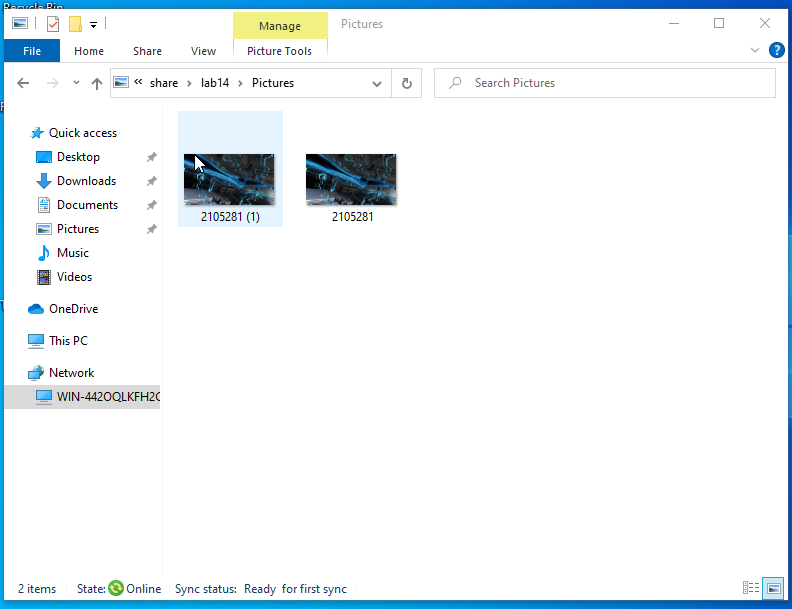 Recycle Bin
Manage
Pictures
File
Home
Share
View
Picture Tools
?
« share › lab14 › Pictures
Search Pictures
Quick access
Desktop
Downloads
Documents
Pictures
Music
Videos
OneDrive
This PC
Network
WIN-442OQLKFH2
2105281 (1)
2105281
2 items
State: Online
Sync status: Ready for first sync